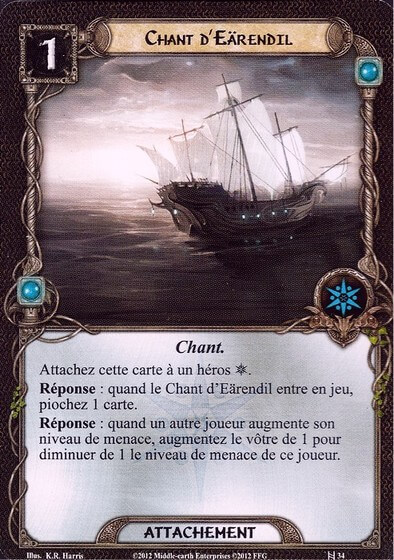 1
CHANT D'EÄRENDIL
Chant.
Attachez cette carte à un héros.
Réponse : quand le Chant d'Eärendil entre en jeu,
piochez 1 carte.
Réponse : quand un autre joueur augmente son
niveau de menace, augmentez le vôtre de 1 pour
diminuer de 1 le niveau de menace de ce joueur.
ATTACHEMENT
Illus. K.R. Harris ©2012 Middle-earth Enterprises ©2012 FFG 34